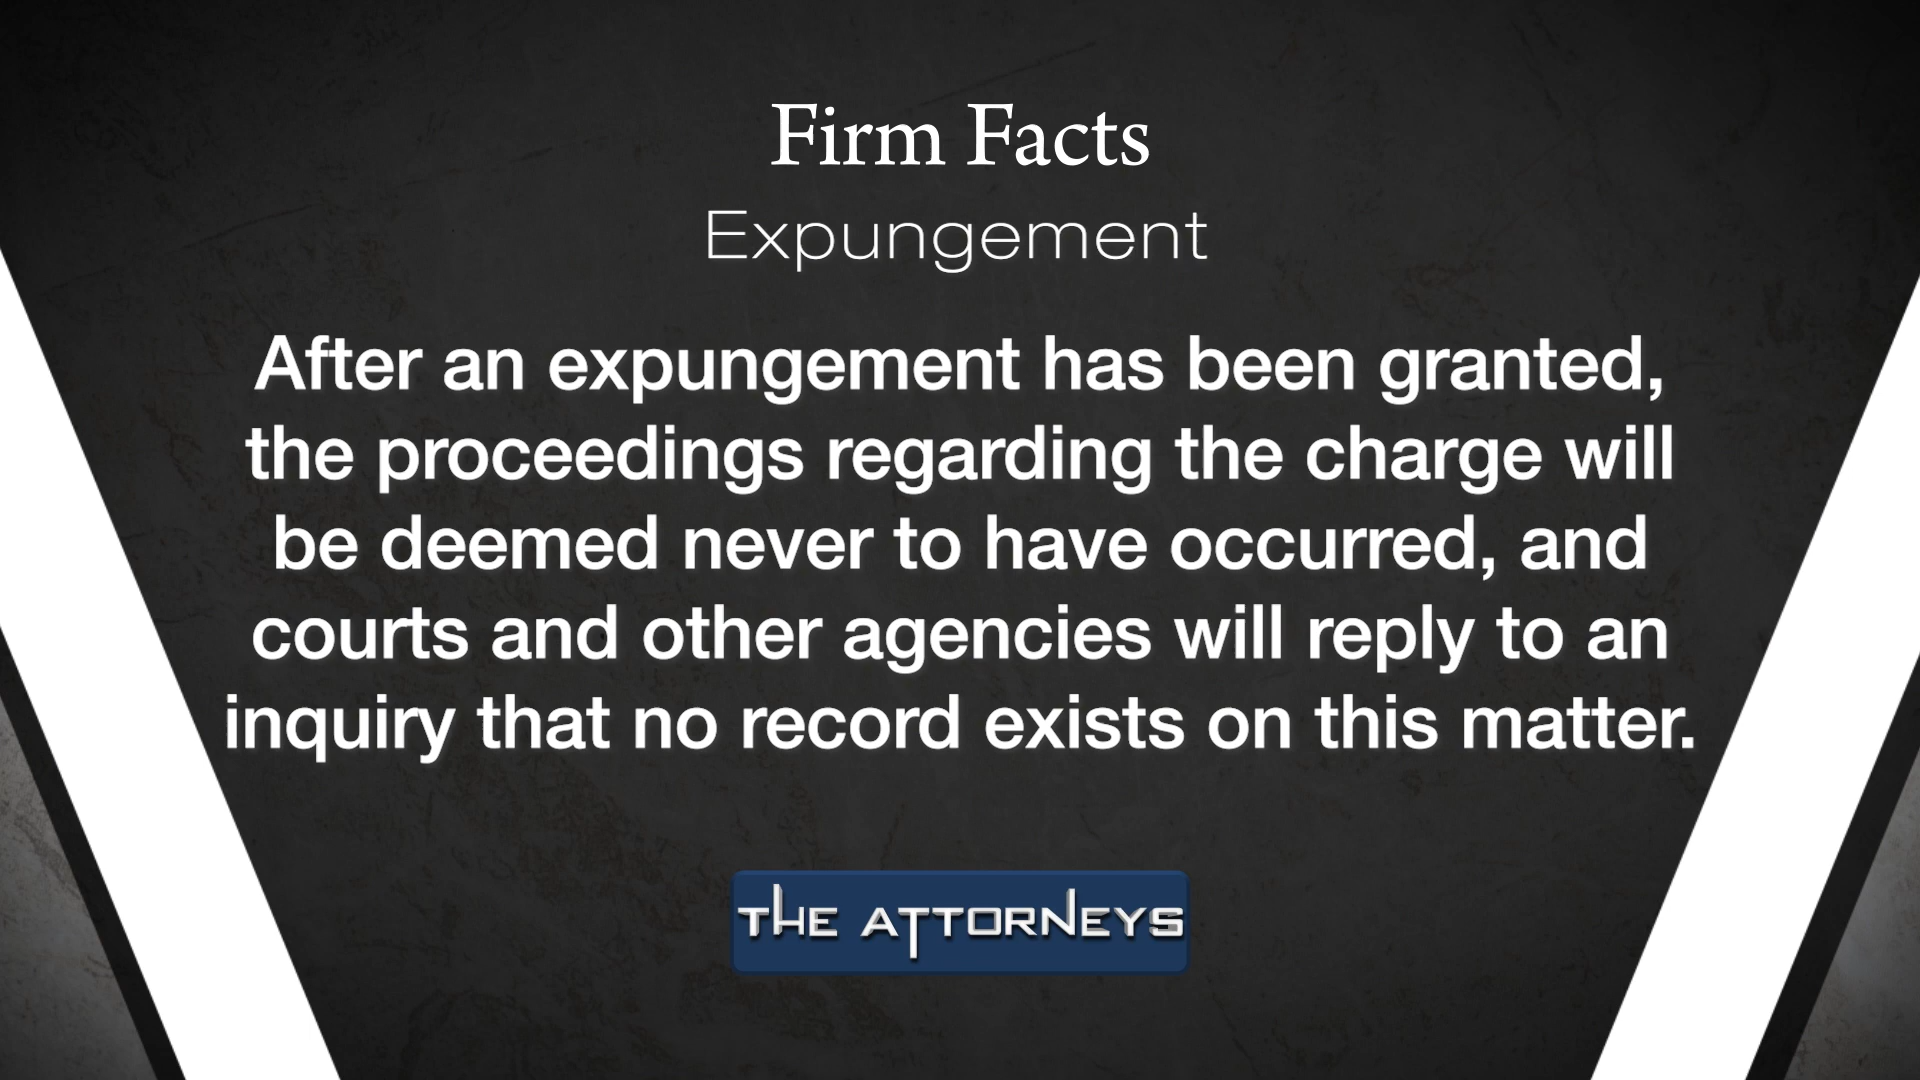 Firm Facts
Expungement
After an expungement has been granted,
the proceedings regarding the charge will
be deemed never to have occurred, and
courts and other agencies will reply to an
inquiry that no record exists on this matter.
THE ATTORNEYS